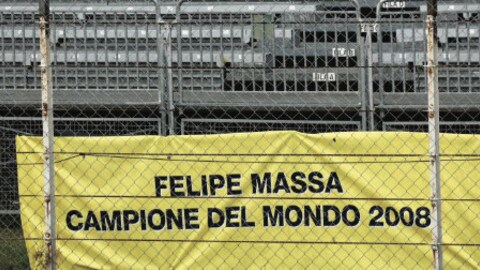 FELIPE MASSA
CAMPIONE DEL MONDO 2008